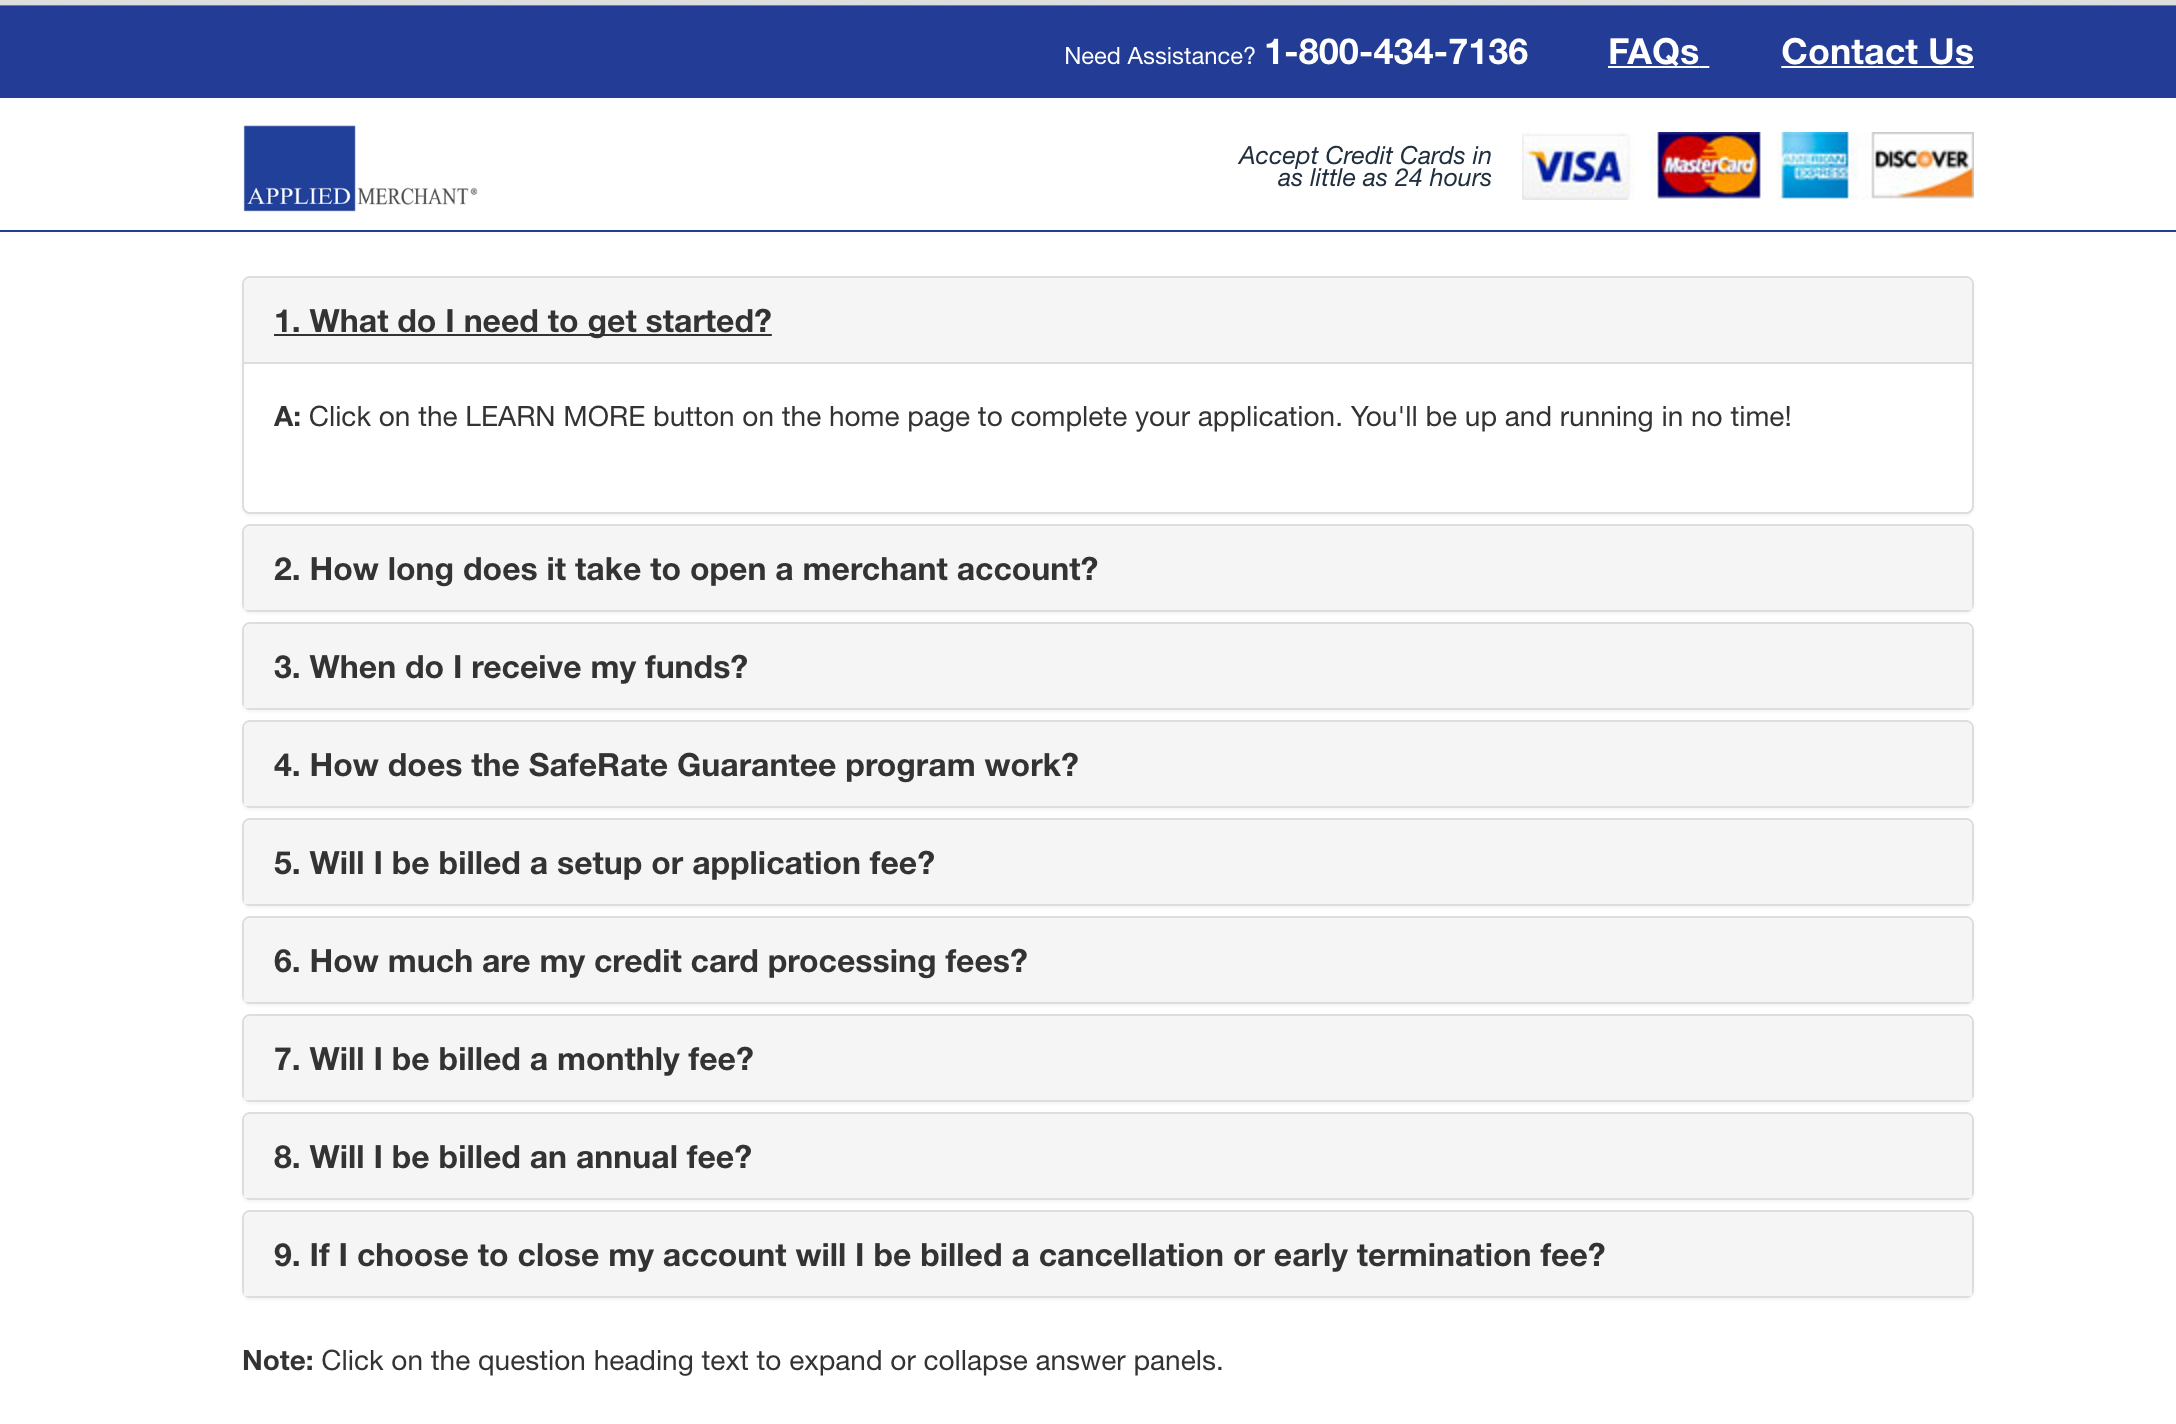 Need Assistance? 1-800-434-7136 FAQs Contact Us
APPLIED MERCHANT®
Accept Credit Cards in
as little as 24 hours
VISA MasterCard AMERICAN EXPRESS DISCOVER
1. What do I need to get started?
A: Click on the LEARN MORE button on the home page to complete your application. You'll be up and running in no time!
2. How long does it take to open a merchant account?
3. When do I receive my funds?
4. How does the SafeRate Guarantee program work?
5. Will I be billed a setup or application fee?
6. How much are my credit card processing fees?
7. Will I be billed a monthly fee?
8. Will I be billed an annual fee?
9. If I choose to close my account will I be billed a cancellation or early termination fee?
Note: Click on the question heading text to expand or collapse answer panels.